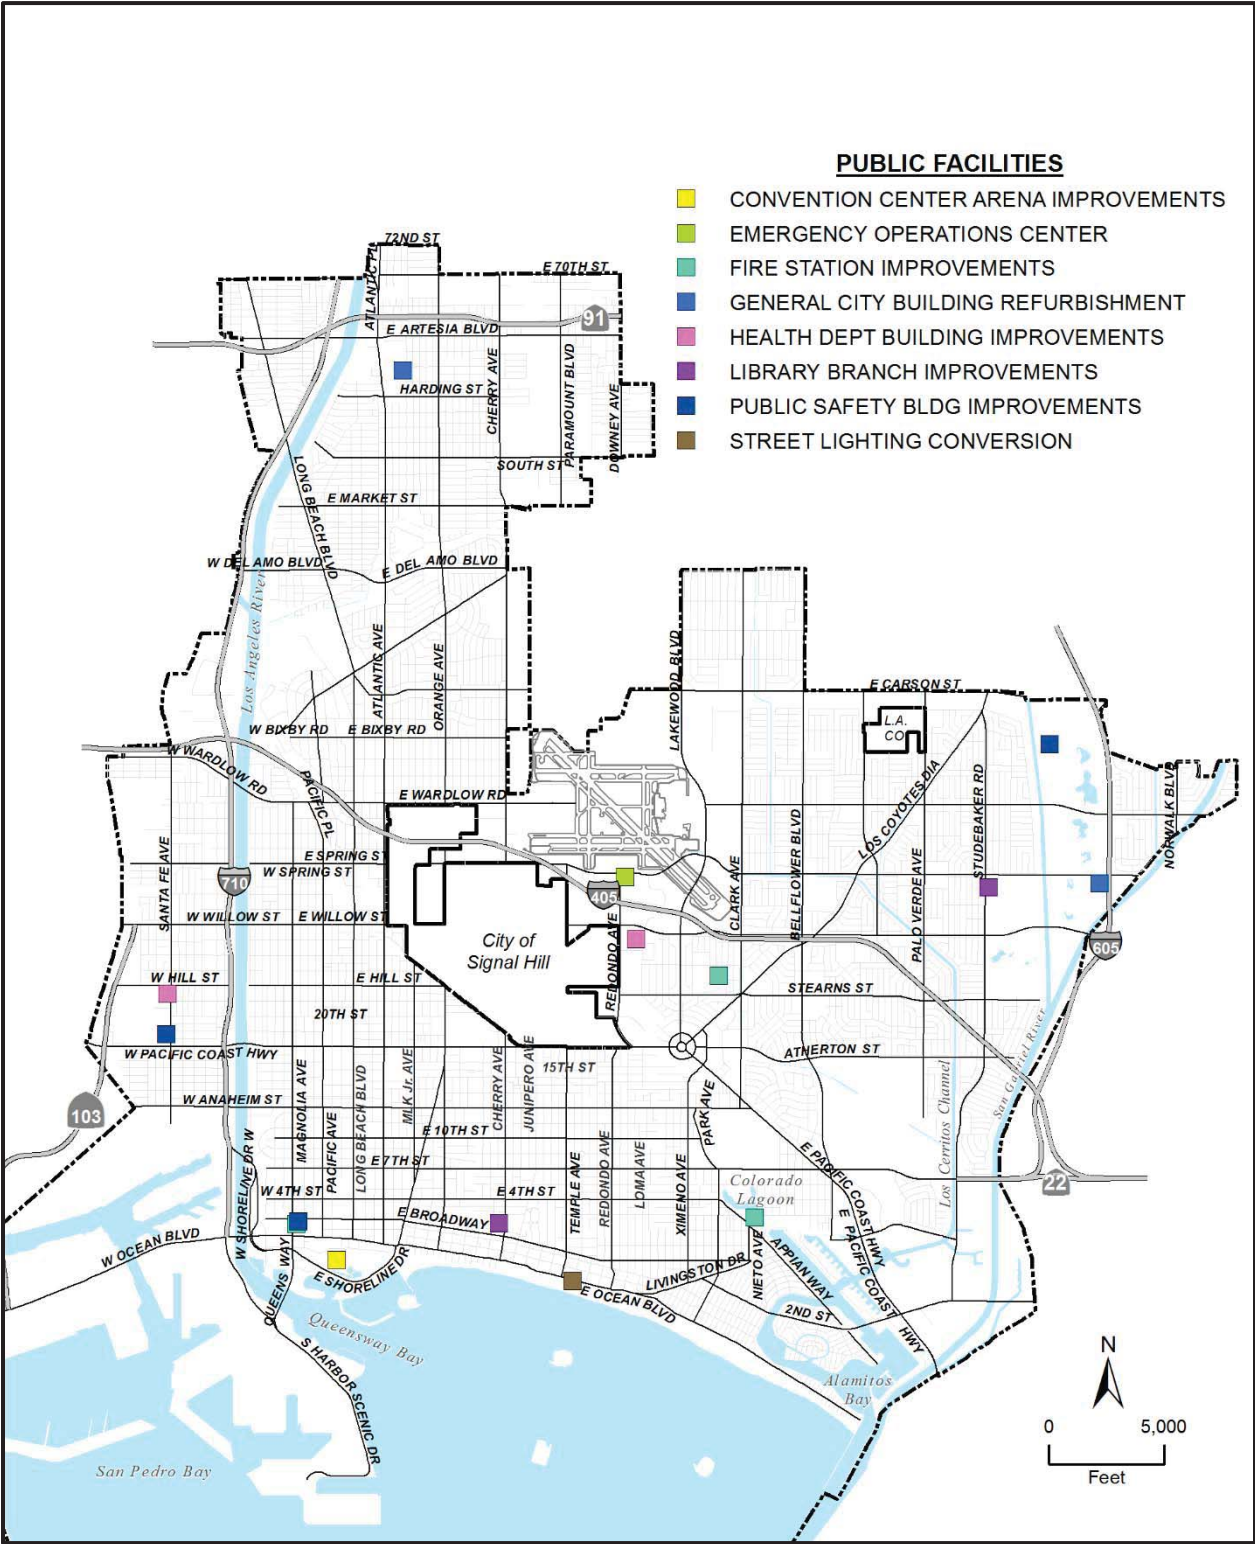 PUBLIC FACILITIES
CONVENTION CENTER ARENA IMPROVEMENTS
EMERGENCY OPERATIONS CENTER
FIRE STATION IMPROVEMENTS
GENERAL CITY BUILDING REFURBISHMENT
HEALTH DEPT BUILDING IMPROVEMENTS
LIBRARY BRANCH IMPROVEMENTS
PUBLIC SAFETY BLDG IMPROVEMENTS
STREET LIGHTING CONVERSION
72ND ST
E 70TH ST
ATLANTIC PL
91
E ARTESIA BLVD
HARDING ST
CHERRY AVE
PARAMOUNT BLVD
DOWNEY AVE
SOUTH ST
LONG BEACH BLVD
E MARKET ST
W DEL AMO BLVD
E DEL AMO BLVD
Los Angeles River
ATLANTIC AVE
ORANGE AVE
LAKEWOOD BLVD
E CARSON ST
L.A.
CO
W BIXBY RD
E BIXBY RD
W WARDLOW RD
PACIFIC PL
E WARDLOW RD
LOS COYOTES DIA
STUDEBAKER RD
NORWALK BLVD
BELLFLOWER BLVD
SANTA FE AVE
E SPRING ST
W SPRING ST
710
405
CLARK AVE
PALO VERDE AVE
W WILLOW ST
E WILLOW ST
City of
Signal Hill
REDONDO AVE
605
W HILL ST
E HILL ST
STEARNS ST
20TH ST
W PACIFIC COAST HWY
15TH ST
ATHERTON ST
San Gabriel River
W ANAHEIM ST
103
MAGNOLIA AVE
PACIFIC AVE
LONG BEACH BLVD
MLK Jr. AVE
CHERRY AVE
JUNIPERO AVE
PARK AVE
Los Cerritos Channel
E 10TH ST
E 7TH ST
W SHORELINE DR W
TEMPLE AVE
REDONDO AVE
LOMA AVE
XIMENO AVE
E PACIFIC COAST HWY
Colorado
Lagoon
22
W 4TH ST
E 4TH ST
E BROADWAY
W OCEAN BLVD
QUEENS WAY
E SHORELINE DR
LIVINGSTON DR
NIETO AVE
APPIAN WAY
E PACIFIC COAST HWY
E OCEAN BLVD
2ND ST
Queensway Bay
S HARBOR SCENIC DR
Alamitos
Bay
San Pedro Bay
N
0 5,000
Feet